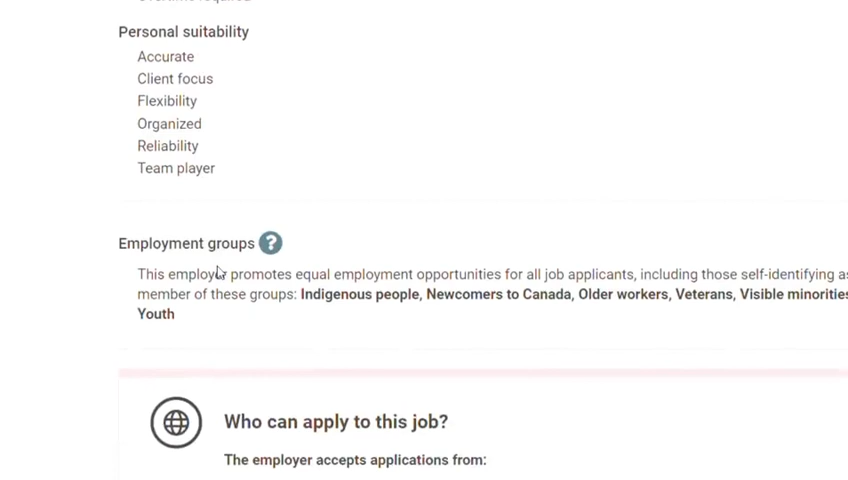 Personal suitability
Accurate
Client focus
Flexibility
Organized
Reliability
Team player
Employment groups ?
This employer promotes equal employment opportunities for all job applicants, including those self-identifying as
member of these groups: Indigenous people, Newcomers to Canada, Older workers, Veterans, Visible minorities
Youth
Who can apply to this job?
The employer accepts applications from: